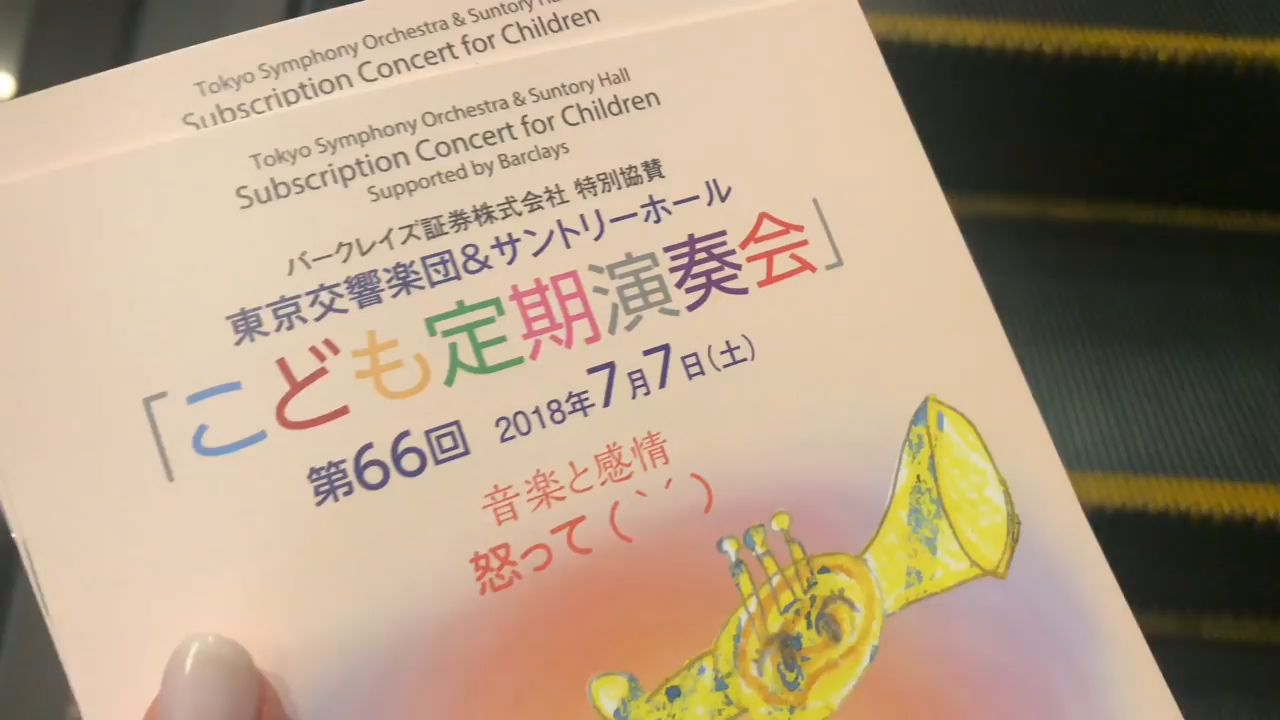 Tokyo Symphony Orchestra & Suntory
Subscription Concert for Children
Tokyo Symphony Orchestra & Suntory Hall
Subscription Concert for Children
Supported by Barclays
バークレイズ証券株式会社 特別協賛
東京交響楽団&サントリーホール
「こども定期演奏会」
第66回 2018年7月7日(土)
音楽と感情
怒って(｀´)